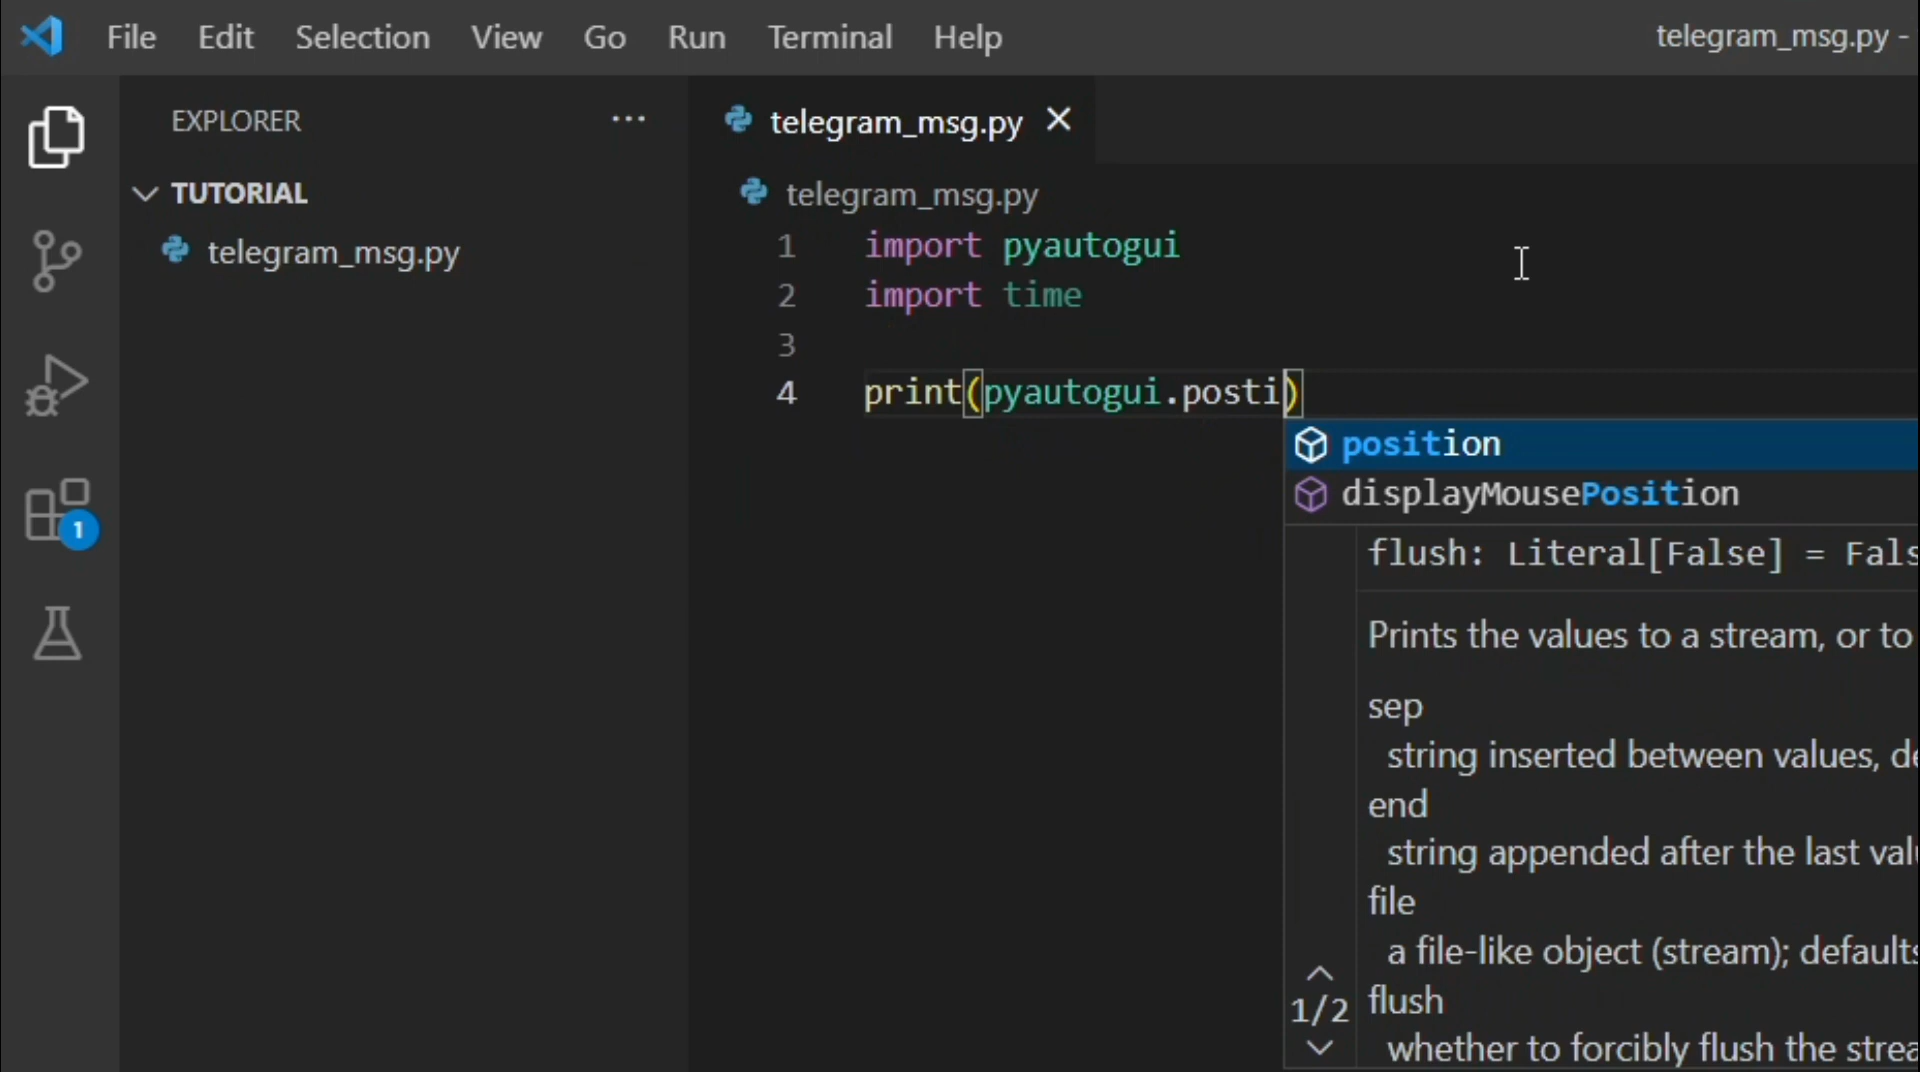 File Edit Selection View Go Run Terminal Help telegram_msg.py -
EXPLORER ...
TUTORIAL
telegram_msg.py
1
telegram_msg.py
telegram_msg.py
1 import pyautogui
2 import time
3
4 print(pyautogui.posti)
position
displayMousePosition
flush: Literal[False] = Fals
Prints the values to a stream, or to
sep
string inserted between values, de
end
string appended after the last valu
file
a file-like object (stream); defaults
flush
whether to forcibly flush the strea
1/2